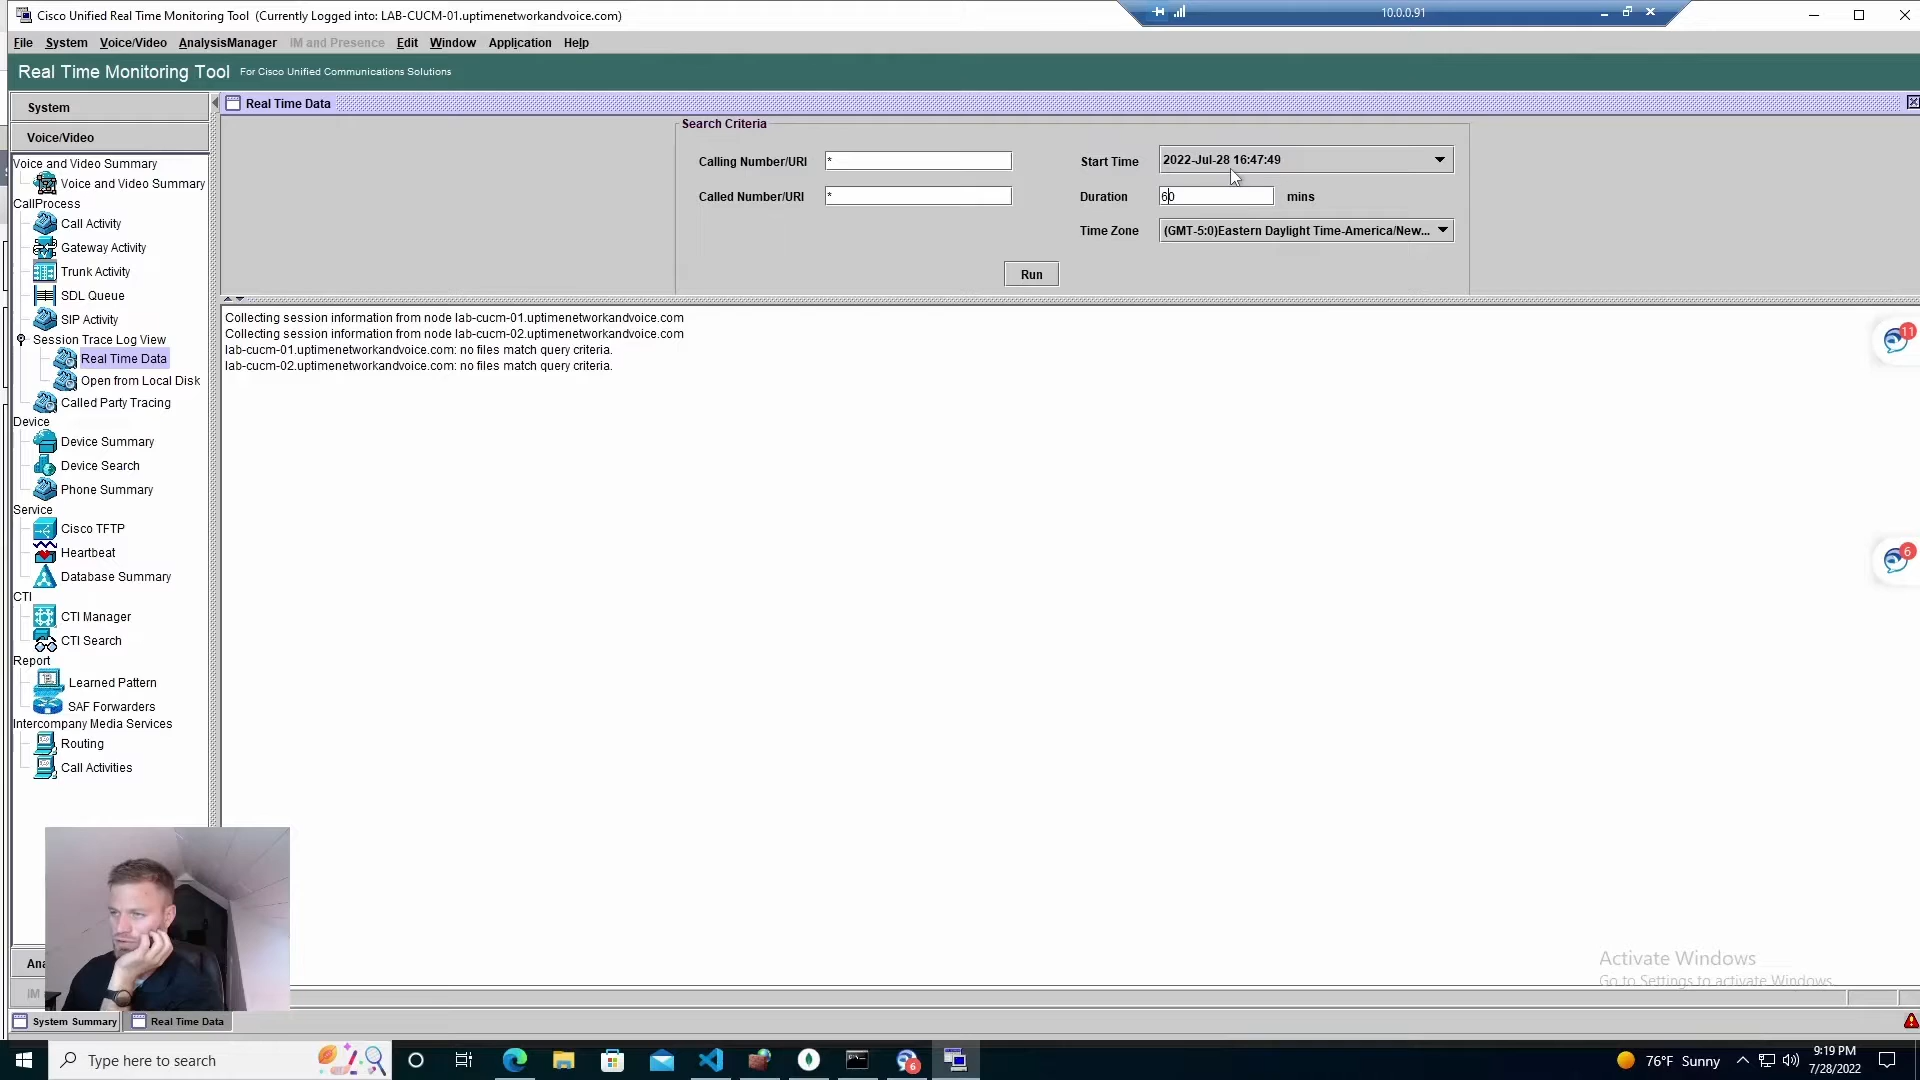 Cisco Unified Real Time Monitoring Tool (Currently Logged into: LAB-CUCM-01.uptimenetworkandvoice.com)
10.0.0.91
File System Voice/Video AnalysisManager IM and Presence Edit Window Application Help
Real Time Monitoring Tool For Cisco Unified Communications Solutions
System
Voice/Video
Voice and Video Summary
Voice and Video Summary
CallProcess
Call Activity
Gateway Activity
Trunk Activity
SDL Queue
SIP Activity
Session Trace Log View
Real Time Data
Open from Local Disk
Called Party Tracing
Device
Device Summary
Device Search
Phone Summary
Service
Cisco TFTP
Heartbeat
Database Summary
CTI
CTI Manager
CTI Search
Report
Learned Pattern
SAF Forwarders
Intercompany Media Services
Routing
Call Activities
IM
Real Time Data
Search Criteria
Calling Number/URI *
Called Number/URI *
Start Time 2022-Jul-28 16:47:49
Duration 60 mins
Time Zone (GMT-5:0)Eastern Daylight Time-America/New...
Run
Collecting session information from node lab-cucm-01.uptimenetworkandvoice.com
Collecting session information from node lab-cucm-02.uptimenetworkandvoice.com
lab-cucm-01.uptimenetworkandvoice.com: no files match query criteria.
lab-cucm-02.uptimenetworkandvoice.com: no files match query criteria.
11
6
Activate Windows
Go to Settings to activate Windows.
System Summary Real Time Data
Type here to search
6
76°F Sunny
9:19 PM
7/28/2022